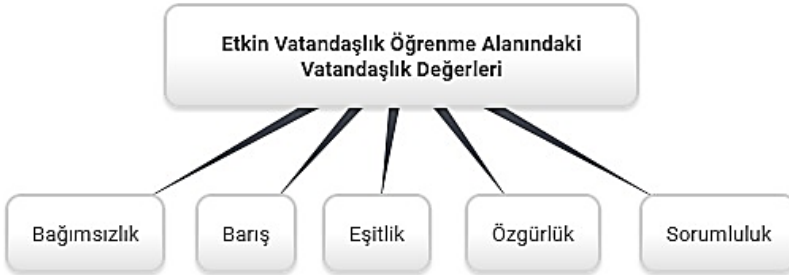 Etkin Vatandaşlık Öğrenme Alanındaki
Vatandaşlık Değerleri
Bağımsızlık
Barış
Eşitlik
Özgürlük
Sorumluluk